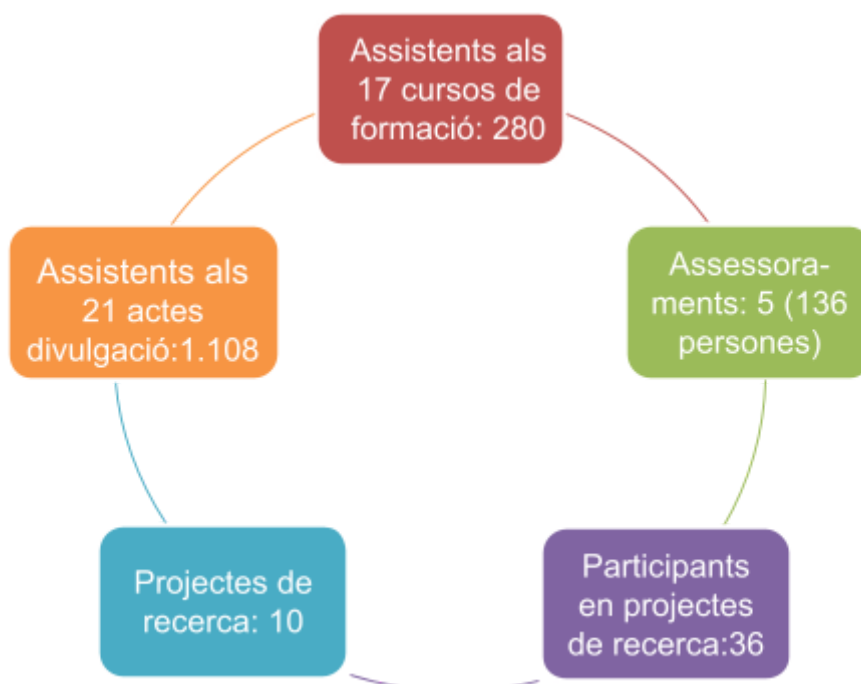 Assistents als
17 cursos de
formació: 280
Assessora-
ments: 5 (136
persones)
Participants
en projectes
de recerca:36
Projectes de
recerca: 10
Assistents als
21 actes
divulgació:1.108